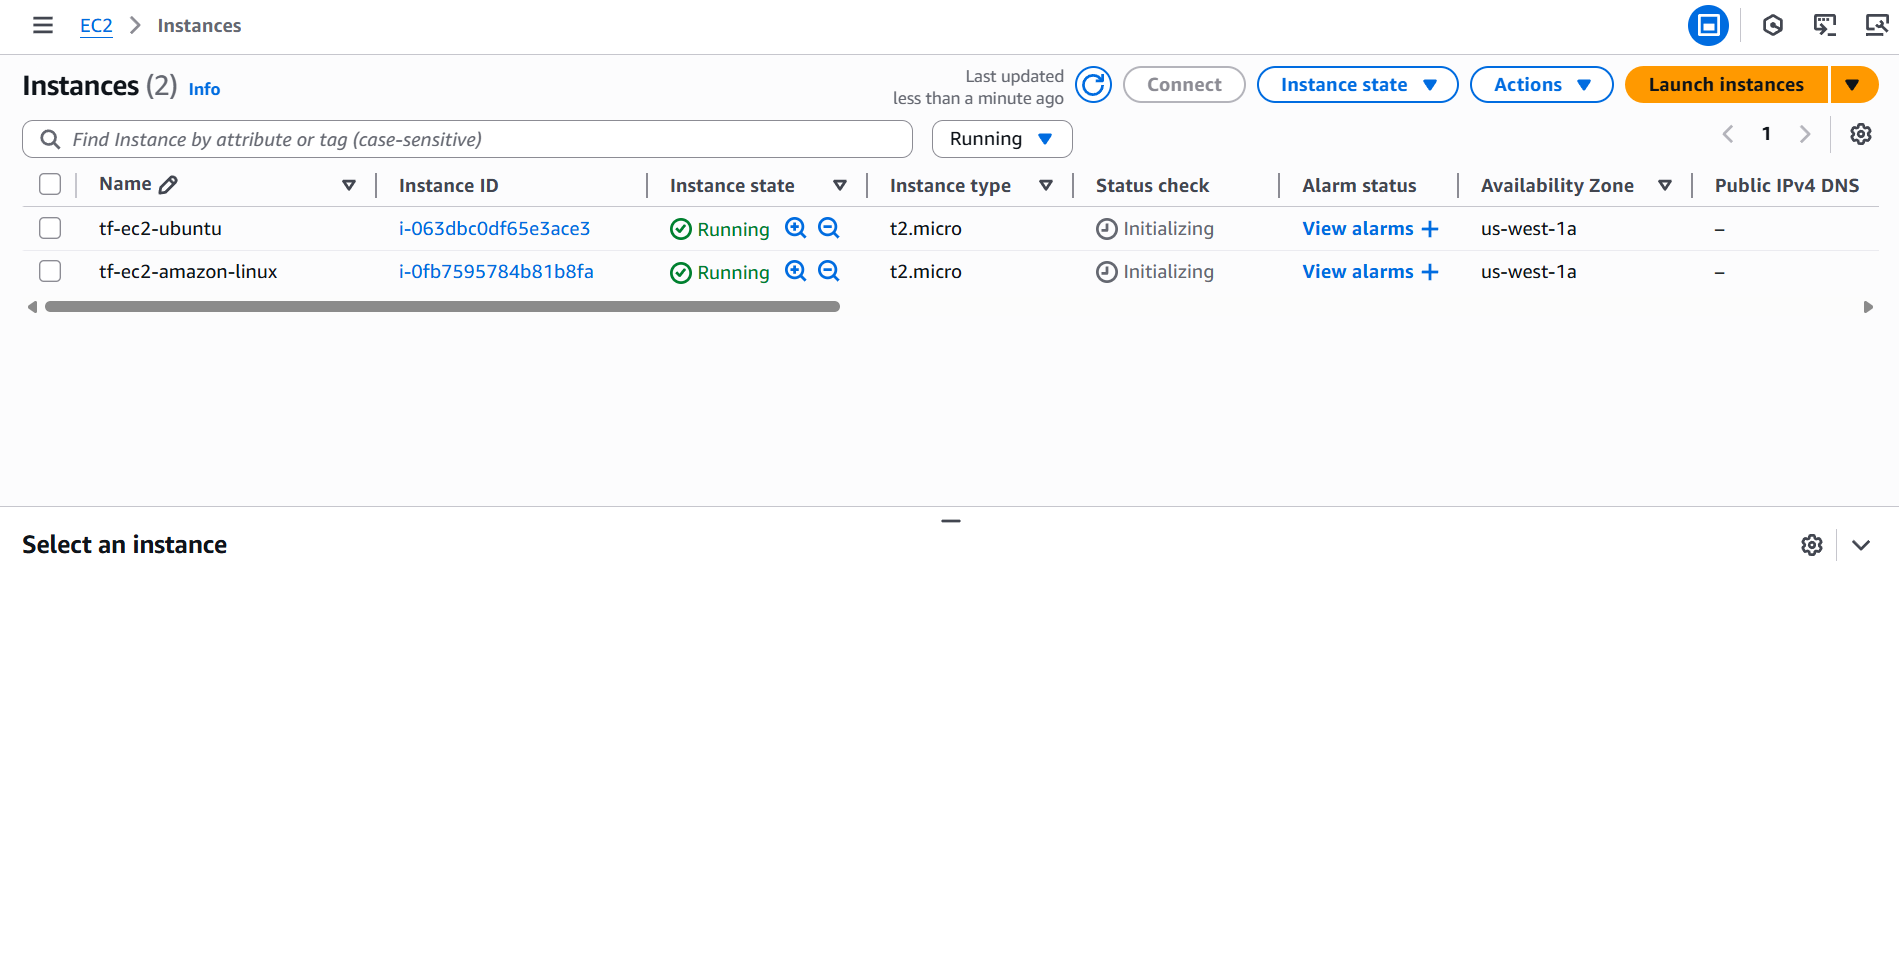 EC2 Instances
Instances (2) Info
Last updated
less than a minute ago
Connect
Instance state
Actions
Launch instances
Find Instance by attribute or tag (case-sensitive)
Running
1
Name Instance ID Instance state Instance type Status check Alarm status Availability Zone Public IPv4 DNS
tf-ec2-ubuntu i-063dbc0df65e3ace3 Running t2.micro Initializing View alarms + us-west-1a –
tf-ec2-amazon-linux i-0fb7595784b81b8fa Running t2.micro Initializing View alarms + us-west-1a –
Select an instance